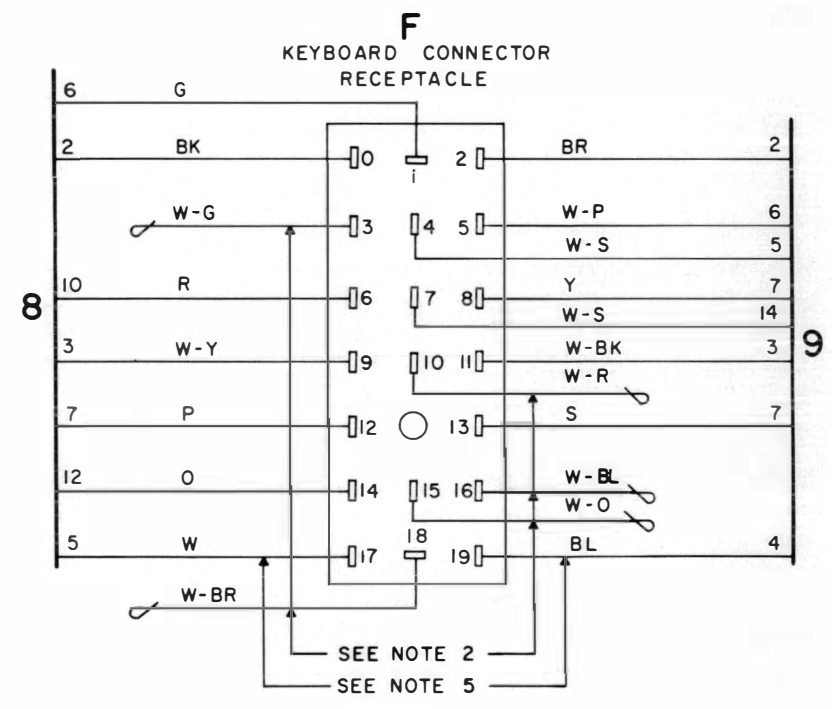 F
KEYBOARD CONNECTOR
RECEPTACLE
6 G
2 BK 0 i 2 BR 2
W-G 3 4 5 W-P 6
W-S 5
8
10 R 6 7 8 Y 7
W-S 14
9
3 W-Y 9 10 11 W-BK 3
W-R
7 P 12 13 S 7
12 O 14 15 16 W-BL
W-O
18
5 W 17 19 BL 4
W-BR
SEE NOTE 2
SEE NOTE 5